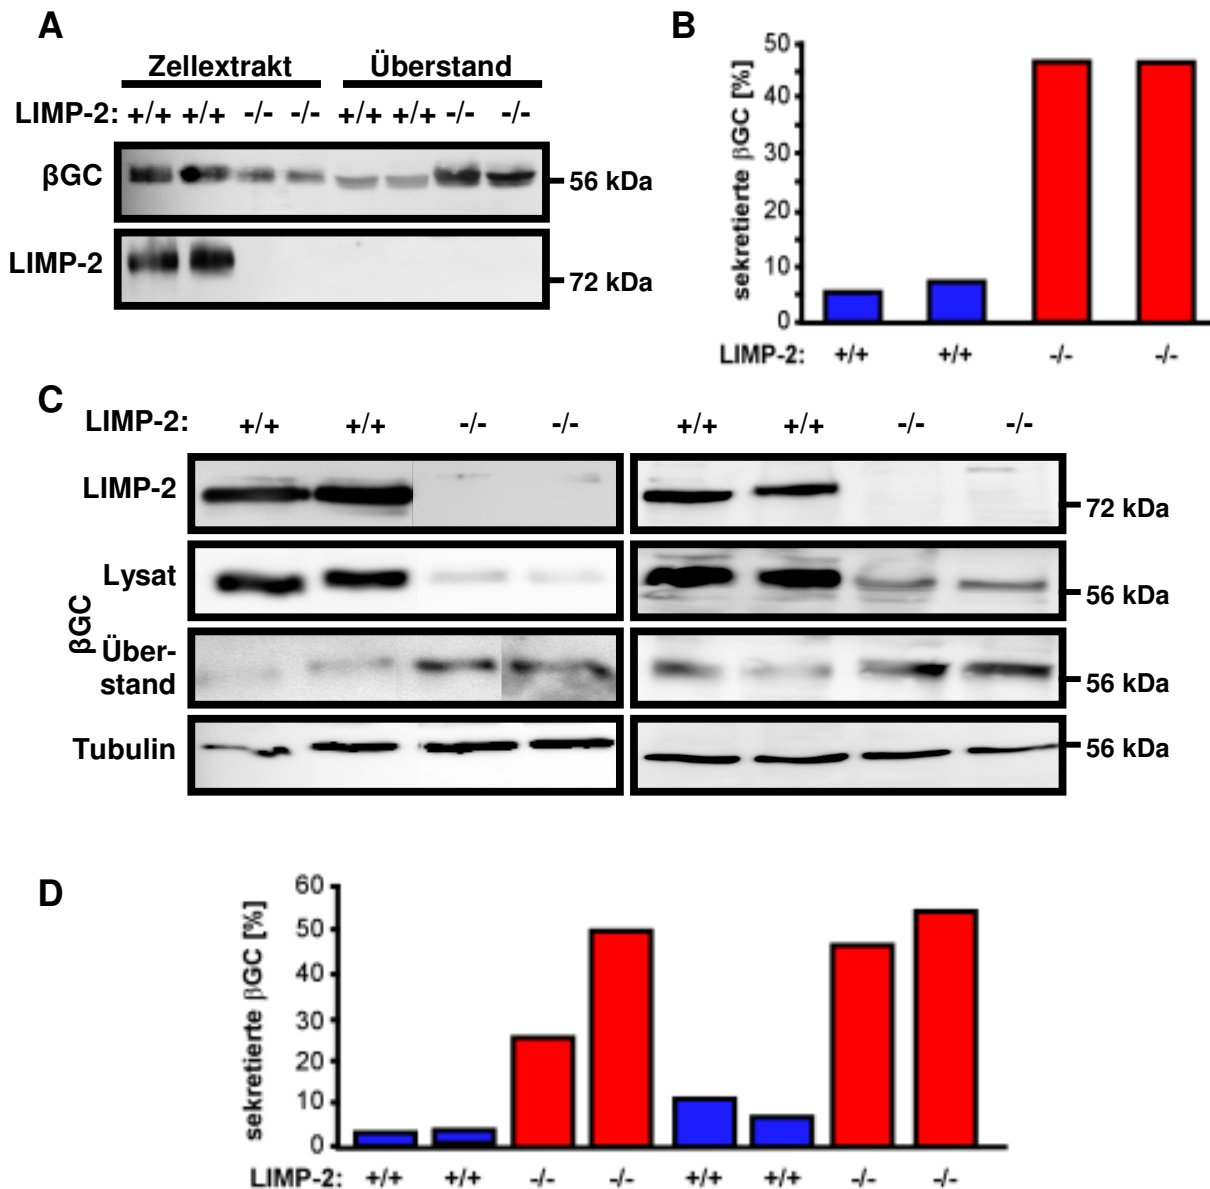 A
Zellextrakt Überstand
LIMP-2: +/+ +/+ -/- -/- +/+ +/+ -/- -/-
βGC 56 kDa
LIMP-2 72 kDa
B
sekretierte βGC [%]
50
40
30
20
10
0
LIMP-2: +/+ +/+ -/- -/-
C
LIMP-2: +/+ +/+ -/- -/- +/+ +/+ -/- -/-
LIMP-2 72 kDa
βGC
Lysat 56 kDa
Über-
stand 56 kDa
Tubulin 56 kDa
D
sekretierte βGC [%]
60
50
40
30
20
10
0
LIMP-2: +/+ +/+ -/- -/- +/+ +/+ -/- -/-